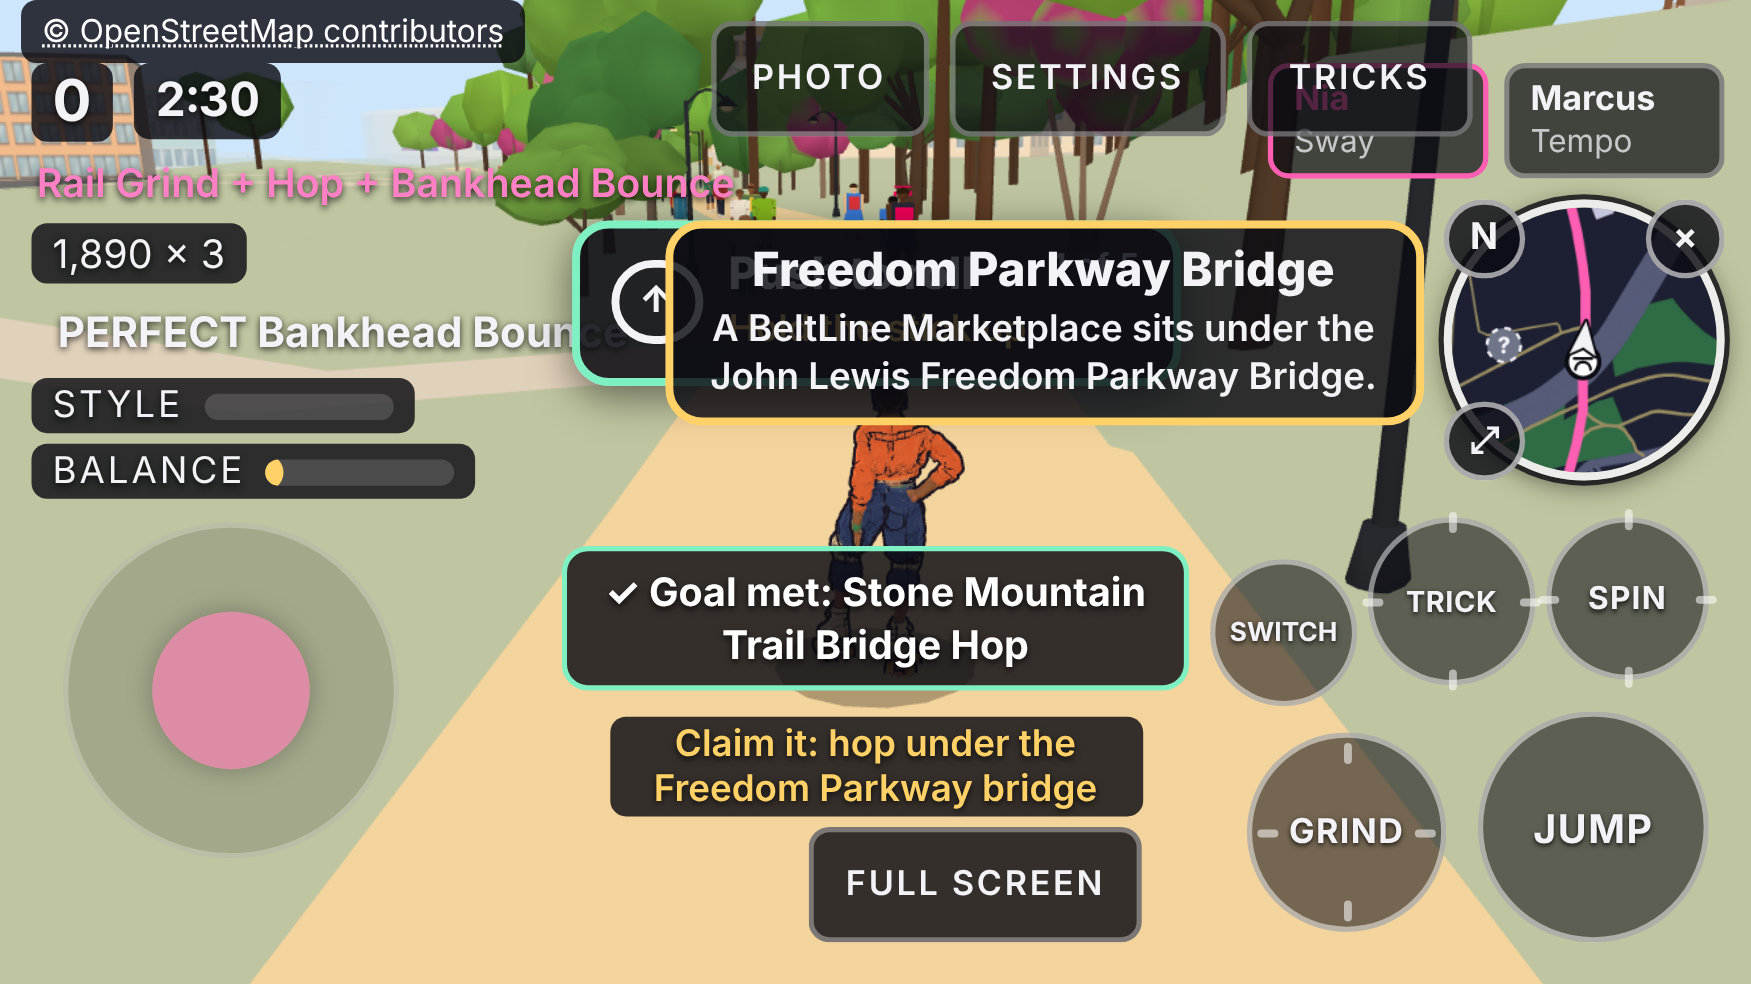 © OpenStreetMap contributors
0
2:30
PHOTO
SETTINGS
TRICKS
Nia
Sway
Marcus
Tempo
Rail Grind + Hop + Bankhead Bounce
1,890 × 3
PERFECT Bankhead Bounce
N
×
?
Freedom Parkway Bridge
A BeltLine Marketplace sits under the
John Lewis Freedom Parkway Bridge.
STYLE
BALANCE
✓ Goal met: Stone Mountain
Trail Bridge Hop
Claim it: hop under the
Freedom Parkway bridge
FULL SCREEN
SWITCH
TRICK
SPIN
GRIND
JUMP